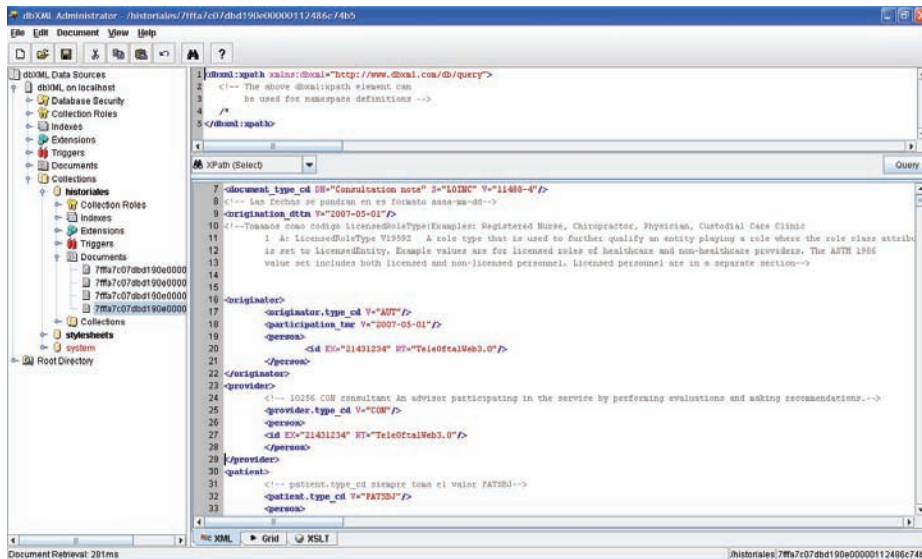 dbXML Administrator - /historiales/7fffa7c07dbd190e00000112486c74b5
File Edit Document View Help
dbXML Data Sources
dbXML on localhost
Database Security
Collection Roles
Indexes
Extensions
Triggers
Documents
Collections
historiales
Collection Roles
Indexes
Extensions
Triggers
Documents
7fffa7c07dbd190e0000
7fffa7c07dbd190e0000
7fffa7c07dbd190e0000
7fffa7c07dbd190e0000
Collections
stylesheets
system
Root Directory
1 <dbxml:xpath xmlns:dbxml="http://www.dbxml.com/db/query">
2 <!-- The above dbxml:xpath element can
3 be used for namespace definitions -->
4 /*
5 </dbxml:xpath>
XPath (Select)
Query
7 <document_type_cd DN="Consultation note" S="LOINC" V="11488-4"/>
8 <!-- Las fechas se pondran en es formato aaaa-mm-dd-->
9 <origination_dttm V="2007-05-01"/>
10 <!--Tomamos como codigo LicensedRoleType:Examples: Registered Nurse, Chiropractor, Physician, Custodial Care Clinic
11 1 A: LicensedRoleType V19592 A role type that is used to further qualify an entity playing a role where the role class attribu
12 is set to LicensedEntity. Example values are for licensed roles of healthcare and non-healthcare providers. The ASTM 1986
13 value set includes both licensed and non-licensed personnel. Licensed personnel are in a separate section-->
14
15
16 <originator>
17 <originator.type_cd V="AUT"/>
18 <participation_tmr V="2007-05-01"/>
19 <person>
20 <id EX="21431234" RT="TeleOftalWeb3.0"/>
21 </person>
22 </originator>
23 <provider>
24 <!-- 10256 CON consultant An advisor participating in the service by performing evaluations and making recommendations.-->
25 <provider.type_cd V="CON"/>
26 <person>
27 <id EX="21431234" RT="TeleOftalWeb3.0"/>
28 </person>
29 </provider>
30 <patient>
31 <!-- patient.type_cd siempre toma el valor PATSBJ-->
32 <patient.type_cd V="PATSBJ"/>
33 <person>
XML Grid XSLT
Document Retrieval: 281ms
/historiales 7fffa7c07dbd190e00000112486c74b